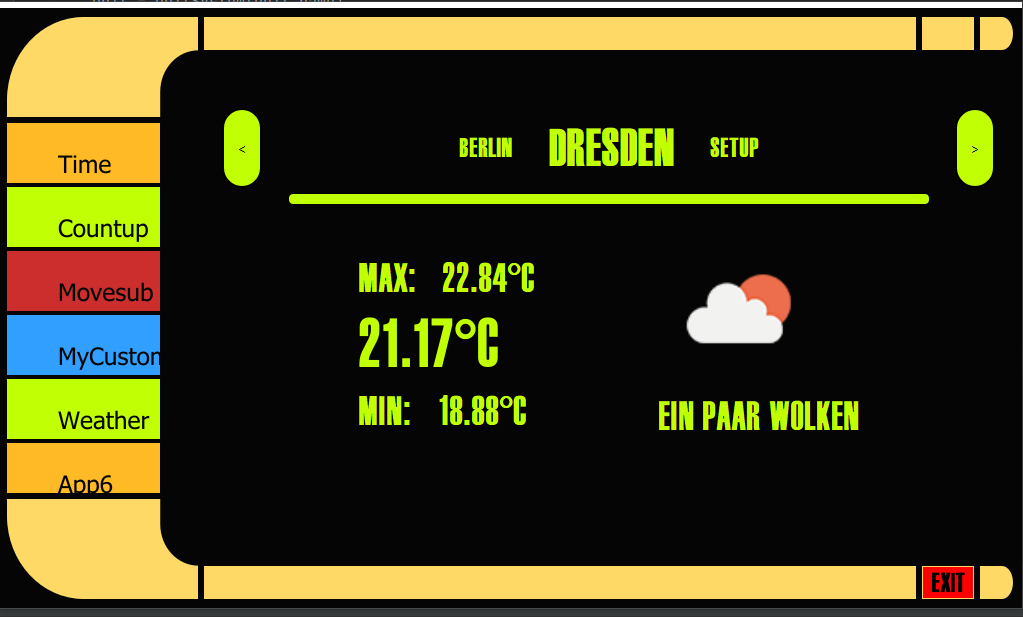 Time
Countup
Movesub
MyCustom
Weather
App6
<
BERLIN DRESDEN SETUP
>
MAX: 22.84°C
21.17°C
MIN: 18.88°C
EIN PAAR WOLKEN
EXIT